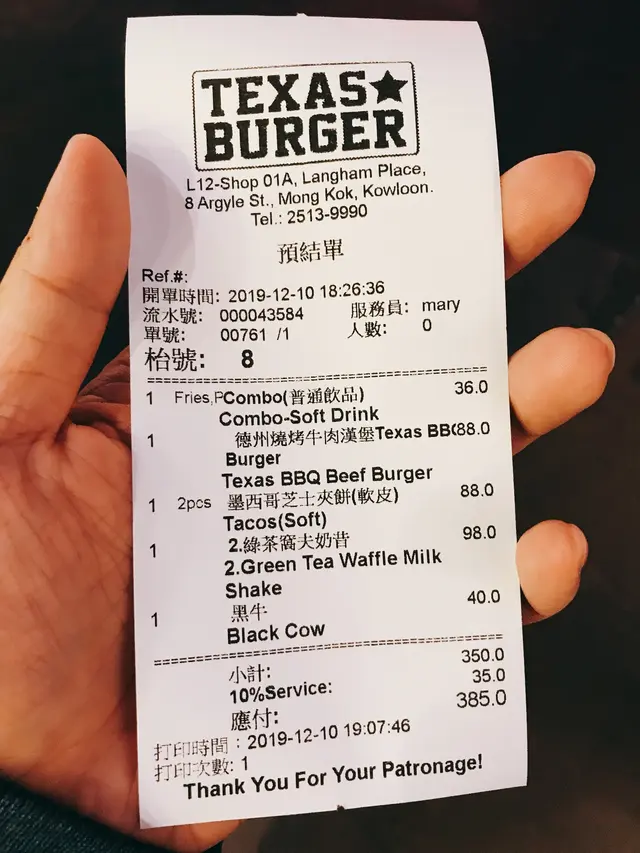 TEXAS★
BURGER
L12-Shop 01A, Langham Place,
8 Argyle St., Mong Kok, Kowloon.
Tel.: 2513-9990
預結單
Ref.#:
開單時間: 2019-12-10 18:26:36
流水號: 000043584 服務員: mary
單號: 00761 /1 人數: 0
枱號: 8
1 Fries,PCombo(普通飲品) 36.0
Combo-Soft Drink
1 德州燒烤牛肉漢堡Texas BB(88.0
Burger
Texas BBQ Beef Burger
1 2pcs 墨西哥芝士夾餅(軟皮) 88.0
Tacos(Soft)
1 2.綠茶窩夫奶昔 98.0
2.Green Tea Waffle Milk
Shake
1 黑牛 40.0
Black Cow
小計: 350.0
10%Service: 35.0
應付: 385.0
打印時間: 2019-12-10 19:07:46
打印次數: 1
Thank You For Your Patronage!